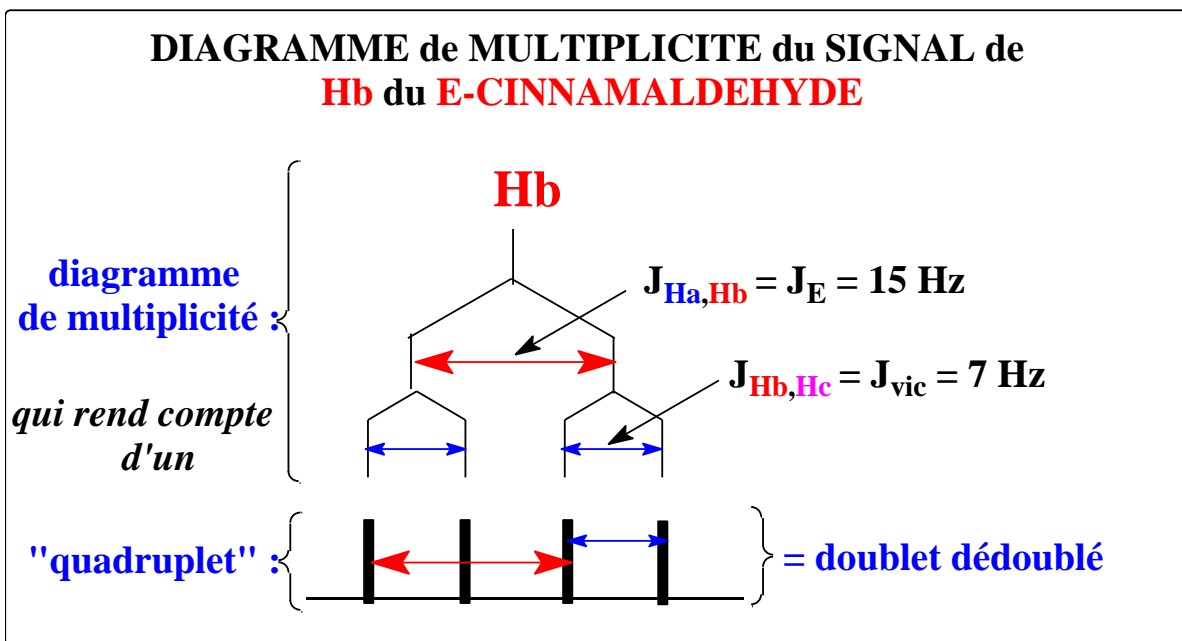 DIAGRAMME de MULTIPLICITE du SIGNAL de
Hb du E-CINNAMALDEHYDE
Hb
diagramme
de multiplicité :
J_Ha,Hb = J_E = 15 Hz
J_Hb,Hc = J_vic = 7 Hz
qui rend compte
d'un
"quadruplet" :
= doublet dédoublé